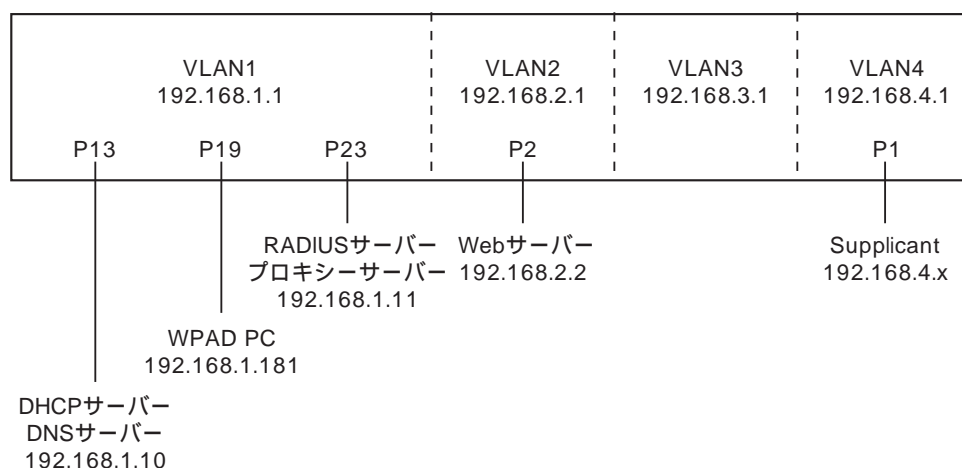 VLAN1
192.168.1.1
VLAN2
192.168.2.1
VLAN3
192.168.3.1
VLAN4
192.168.4.1
P13
P19
P23
P2
P1
RADIUSサーバー
プロキシーサーバー
192.168.1.11
Webサーバー
192.168.2.2
Supplicant
192.168.4.x
WPAD PC
192.168.1.181
DHCPサーバー
DNSサーバー
192.168.1.10